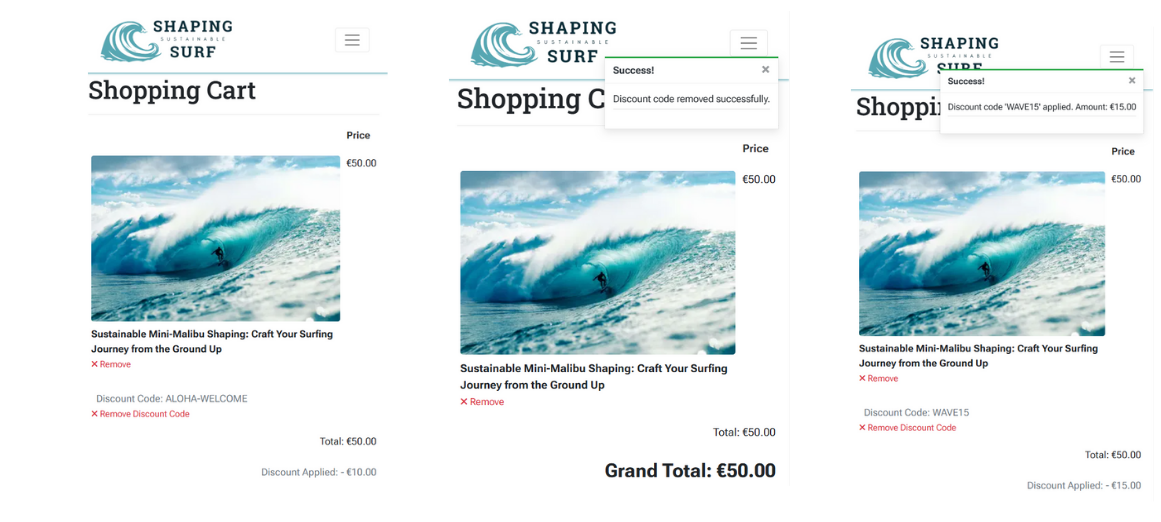 SHAPING
SUSTAINABLE
SURF
Shopping Cart
Price
€50.00
Sustainable Mini-Malibu Shaping: Craft Your Surfing
Journey from the Ground Up
× Remove
Discount Code: ALOHA-WELCOME
× Remove Discount Code
Total: €50.00
Discount Applied: - €10.00
SHAPING
SUSTAINABLE
SURF
Success! ×
Discount code removed successfully.
Shopping C
Price
€50.00
Sustainable Mini-Malibu Shaping: Craft Your Surfing
Journey from the Ground Up
× Remove
Total: €50.00
Grand Total: €50.00
SHAPING
SUSTAINABLE
SURF
Success! ×
Discount code 'WAVE15' applied. Amount: €15.00
Shoppi
Price
€50.00
Sustainable Mini-Malibu Shaping: Craft Your Surfing
Journey from the Ground Up
× Remove
Discount Code: WAVE15
× Remove Discount Code
Total: €50.00
Discount Applied: - €15.00